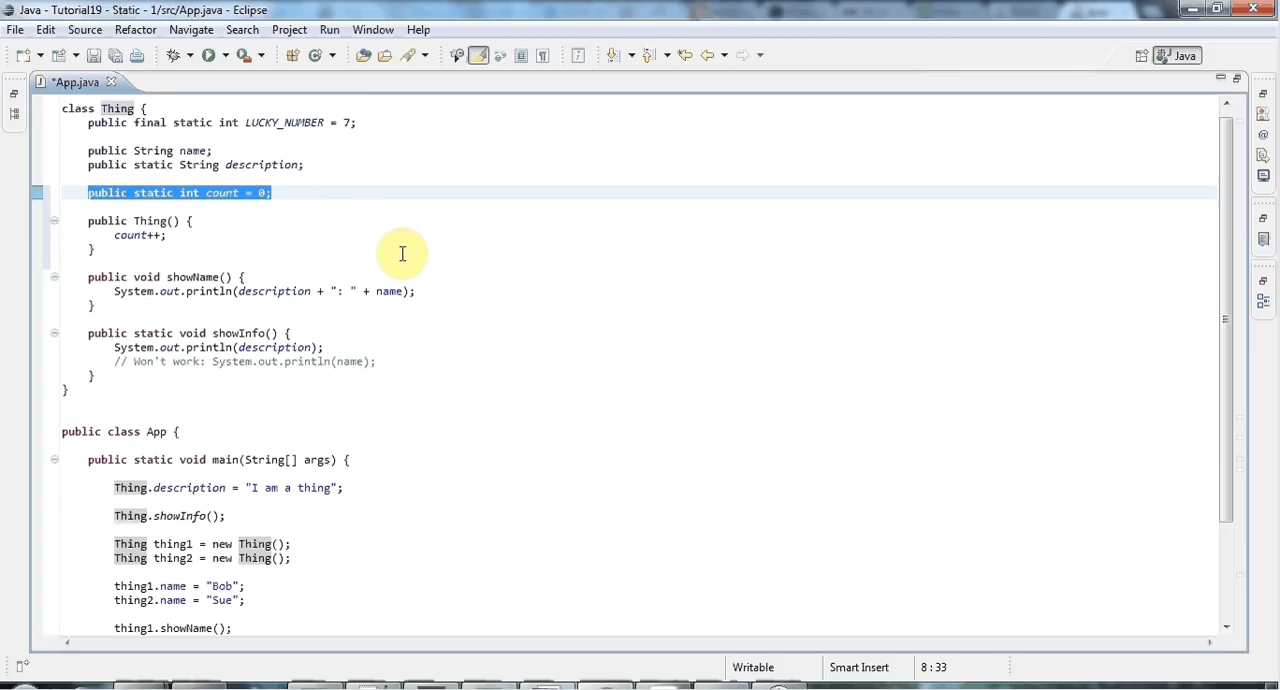 Java - Tutorial19 - Static - 1/src/App.java - Eclipse
File Edit Source Refactor Navigate Search Project Run Window Help
Java
*App.java
class Thing {
public final static int LUCKY_NUMBER = 7;
public String name;
public static String description;
public static int count = 0;
public Thing() {
count++;
}
public void showName() {
System.out.println(description + ": " + name);
}
public static void showInfo() {
System.out.println(description);
// Won't work: System.out.println(name);
}
}
public class App {
public static void main(String[] args) {
Thing.description = "I am a thing";
Thing.showInfo();
Thing thing1 = new Thing();
Thing thing2 = new Thing();
thing1.name = "Bob";
thing2.name = "Sue";
thing1.showName();
Writable Smart Insert 8 : 33